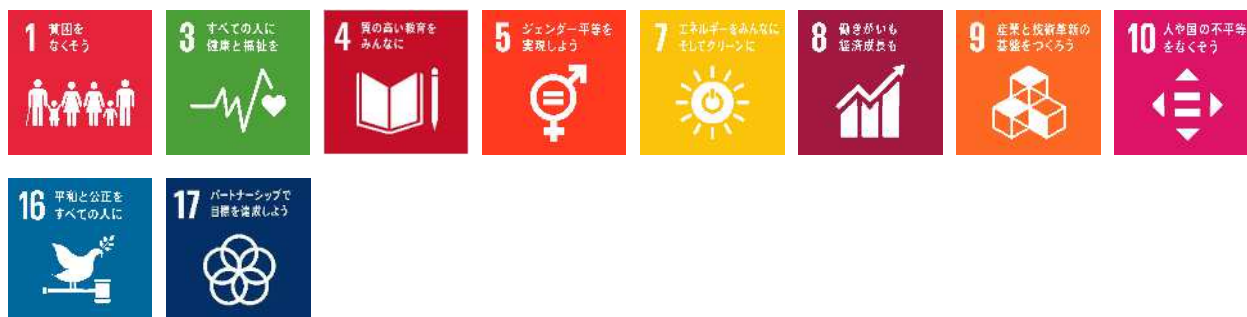 1 貧困を
なくそう
3 すべての人に
健康と福祉を
4 質の高い教育を
みんなに
5 ジェンダー平等を
実現しよう
7 エネルギーをみんなに
そしてクリーンに
8 働きがいも
経済成長も
9 産業と技術革新の
基盤をつくろう
10 人や国の不平等
をなくそう
16 平和と公正を
すべての人に
17 パートナーシップで
目標を達成しよう